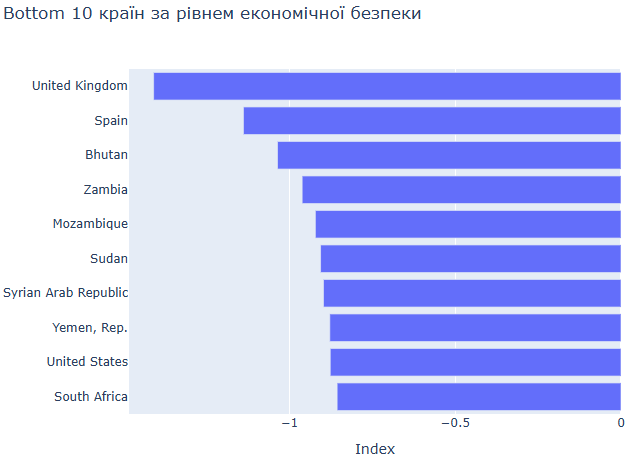 Bottom 10 країн за рівнем економічної безпеки
United Kingdom
Spain
Bhutan
Zambia
Mozambique
Sudan
Syrian Arab Republic
Yemen, Rep.
United States
South Africa
−1
−0.5
0
Index